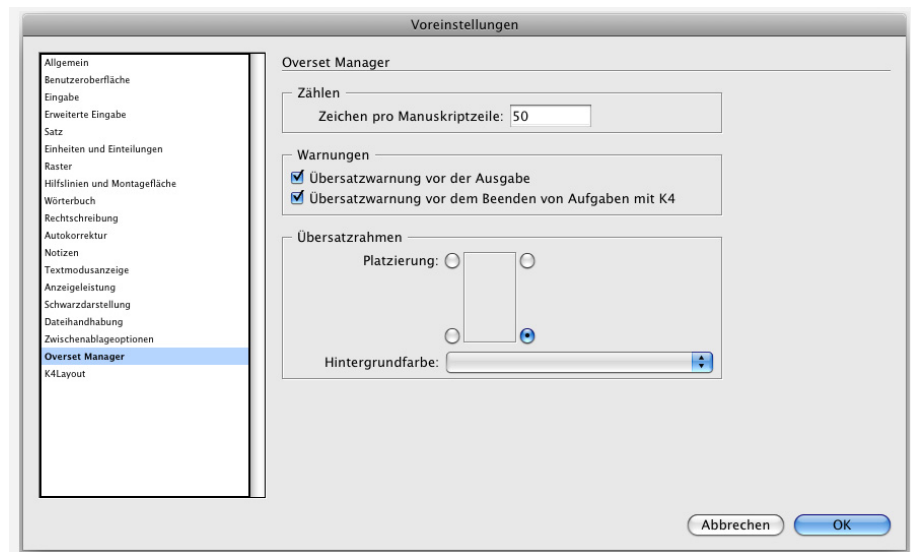 Voreinstellungen
Allgemein
Benutzeroberfläche
Eingabe
Erweiterte Eingabe
Satz
Einheiten und Einteilungen
Raster
Hilfslinien und Montagefläche
Wörterbuch
Rechtschreibung
Autokorrektur
Notizen
Textmodusanzeige
Anzeigeleistung
Schwarzdarstellung
Dateihandhabung
Zwischenablageoptionen
Overset Manager
K4Layout
Overset Manager
Zählen
Zeichen pro Manuskriptzeile: 50
Warnungen
Übersatzwarnung vor der Ausgabe
Übersatzwarnung vor dem Beenden von Aufgaben mit K4
Übersatzrahmen
Platzierung:
Hintergrundfarbe:
Abbrechen OK